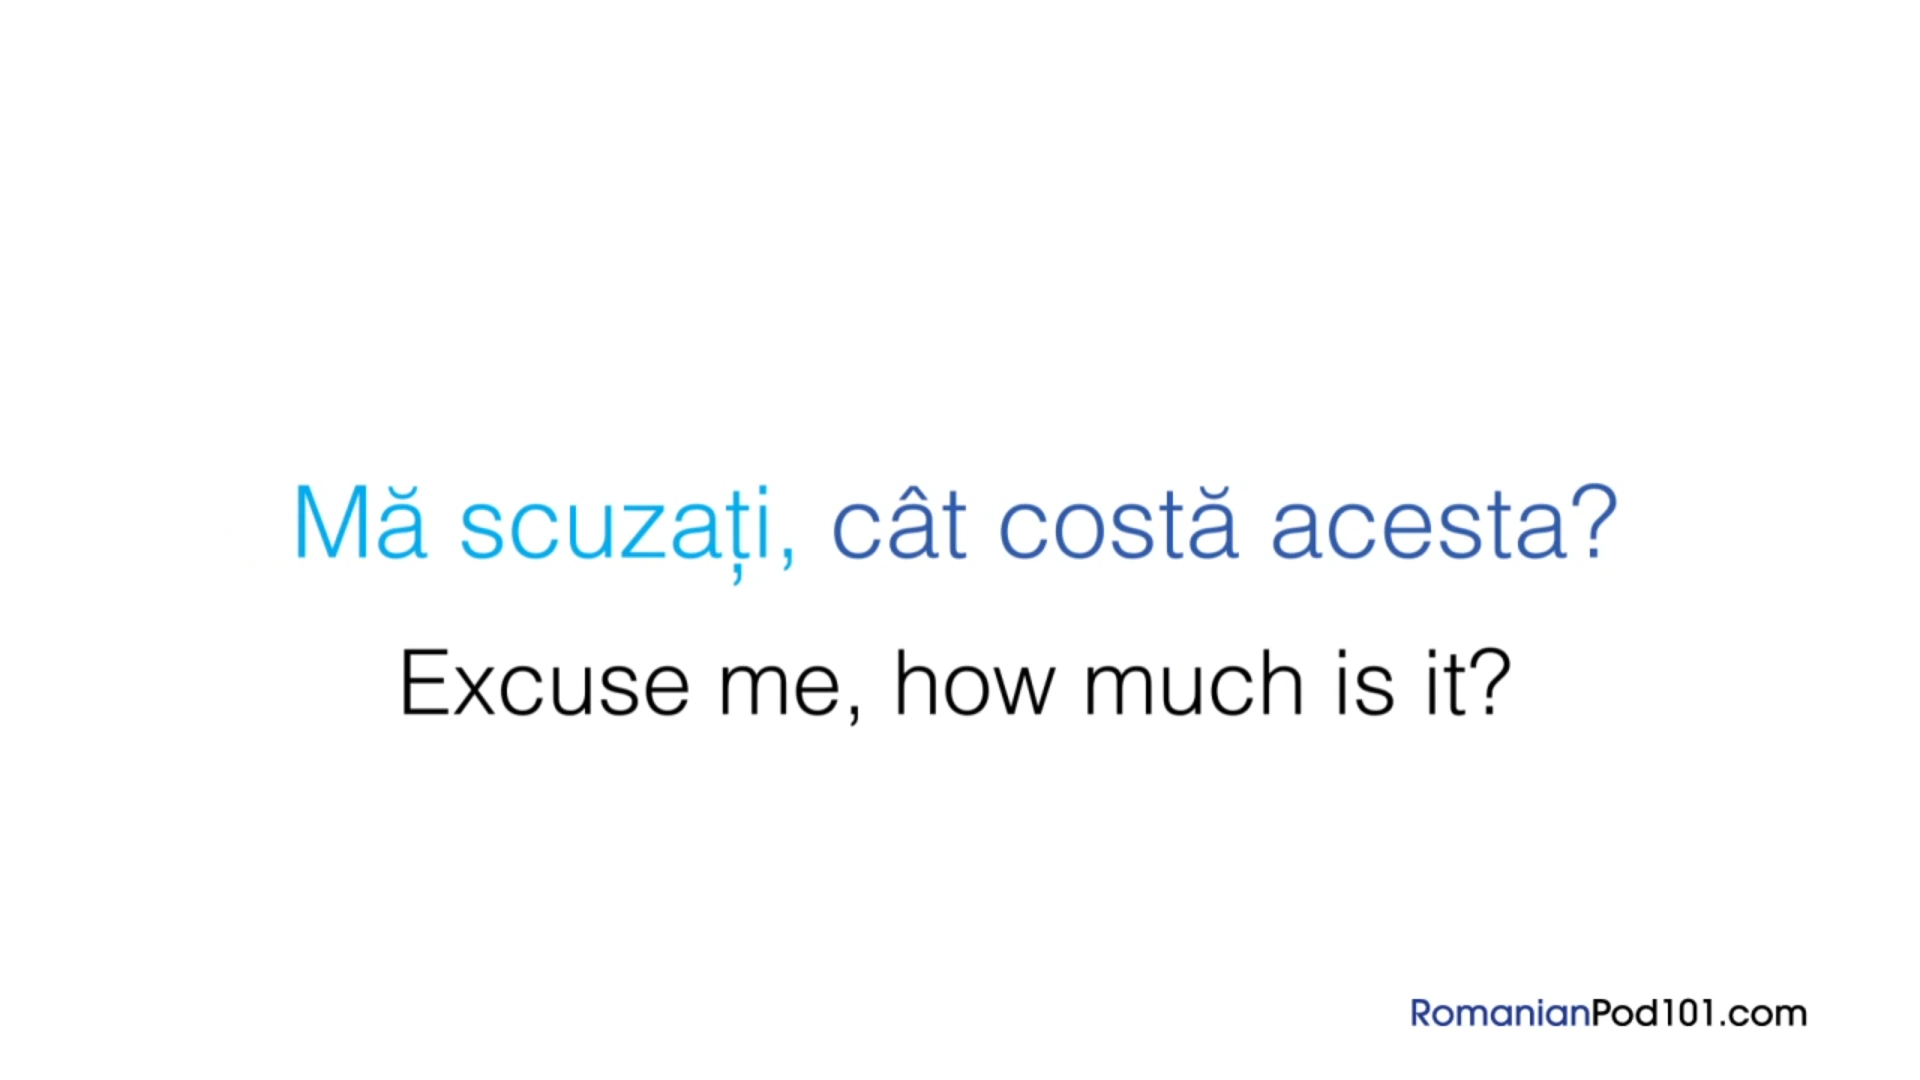 Mă scuzați, cât costă acesta?
Excuse me, how much is it?
RomanianPod101.com